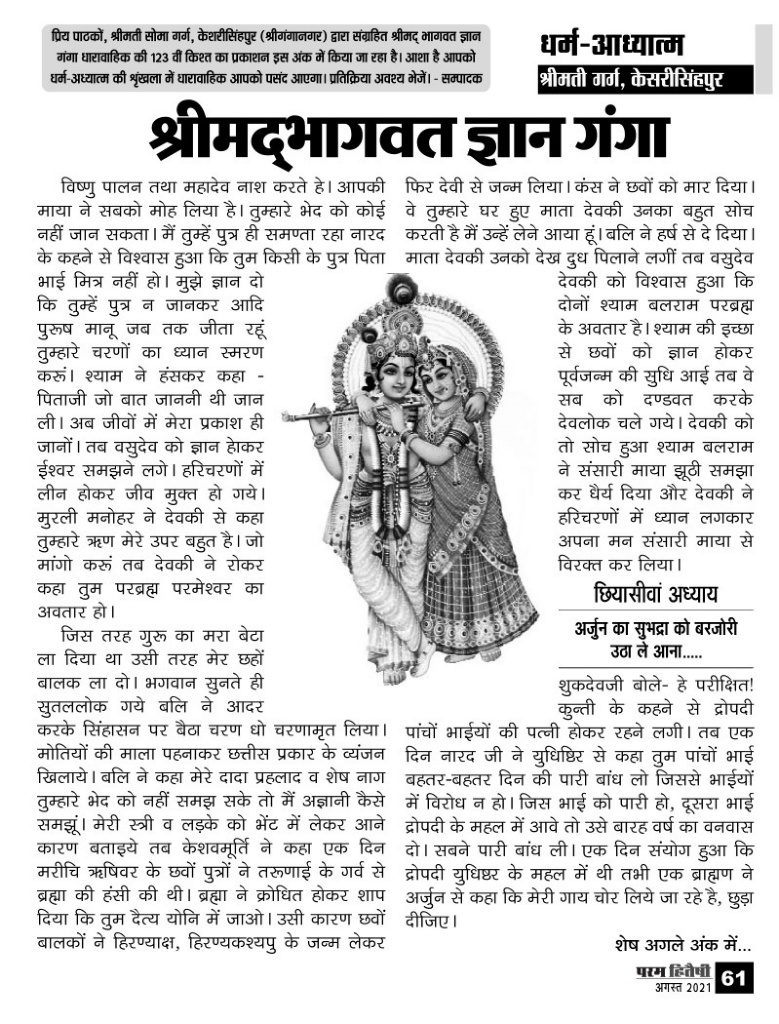 प्रिय पाठकों, श्रीमती सोमा गर्ग, केशरीसिंहपुर (श्रीगंगानगर) द्वारा संग्रहित श्रीमद् भागवत ज्ञान
गंगा धारावाहिक की 123 वीं किश्त का प्रकाशन इस अंक में किया जा रहा है। आशा है आपको
धर्म-अध्यात्म की श्रृंखला में धारावाहिक आपको पसंद आएगा। प्रतिक्रिया अवश्य भेजें। - सम्पादक
धर्म-आध्यात्म
श्रीमती गर्ग, केसरीसिंहपुर
श्रीमद्भागवत ज्ञान गंगा
विष्णु पालन तथा महादेव नाश करते हे। आपकी
माया ने सबको मोह लिया है। तुम्हारे भेद को कोई
नहीं जान सकता। मैं तुम्हें पुत्र ही समण्ता रहा नारद
के कहने से विश्वास हुआ कि तुम किसी के पुत्र पिता
भाई मित्र नहीं हो। मुझे ज्ञान दो
कि तुम्हें पुत्र न जानकर आदि
पुरूष मानू जब तक जीता रहूं
तुम्हारे चरणों का ध्यान स्मरण
करूं। श्याम ने हंसकर कहा -
पिताजी जो बात जाननी थी जान
ली। अब जीवों में मेरा प्रकाश ही
जानों। तब वसुदेव को ज्ञान हेाकर
ईश्वर समझने लगे। हरिचरणों में
लीन होकर जीव मुक्त हो गये।
मुरली मनोहर ने देवकी से कहा
तुम्हारे ऋण मेरे उपर बहुत है। जो
मांगो करूं तब देवकी ने रोकर
कहा तुम परब्रह्म परमेश्वर का
अवतार हो।
जिस तरह गुरू का मरा बेटा
ला दिया था उसी तरह मेर छहों
बालक ला दो। भगवान सुनते ही
सुतललोक गये बलि ने आदर
करके सिंहासन पर बैठा चरण धो चरणामृत लिया।
मोतियों की माला पहनाकर छत्तीस प्रकार के व्यंजन
खिलाये। बलि ने कहा मेरे दादा प्रहलाद व शेष नाग
तुम्हारे भेद को नहीं समझ सके तो मैं अज्ञानी कैसे
समझूं। मेरी स्त्री व लड़के को भेंट में लेकर आने
कारण बताइये तब केशवमूर्ति ने कहा एक दिन
मरीचि ऋषिवर के छवों पुत्रों ने तरूणाई के गर्व से
ब्रह्मा की हंसी की थी। ब्रह्मा ने क्रोधित होकर शाप
दिया कि तुम दैत्य योनि में जाओ। उसी कारण छवों
बालकों ने हिरण्याक्ष, हिरण्यकश्यपु के जन्म लेकर
फिर देवी से जन्म लिया। कंस ने छवों को मार दिया।
वे तुम्हारे घर हुए माता देवकी उनका बहुत सोच
करती है मैं उन्हें लेने आया हूं। बलि ने हर्ष से दे दिया।
माता देवकी उनको देख दुध पिलाने लगीं तब वसुदेव
देवकी को विश्वास हुआ कि
दोनों श्याम बलराम परब्रह्म
के अवतार है। श्याम की इच्छा
से छवों को ज्ञान होकर
पूर्वजन्म की सुधि आई तब वे
सब को दण्डवत करके
देवलोक चले गये। देवकी को
तो सोच हुआ श्याम बलराम
ने संसारी माया झूठी समझा
कर धैर्य दिया और देवकी ने
हरिचरणों में ध्यान लगकार
अपना मन संसारी माया से
विरक्त कर लिया।
छियासीवां अध्याय
अर्जुन का सुभद्रा को बरजोरी
उठा ले आना.....
शुकदेवजी बोले- हे परीक्षित!
कुन्ती के कहने से द्रोपदी
पांचों भाईयों की पत्नी होकर रहने लगी। तब एक
दिन नारद जी ने युधिष्ठिर से कहा तुम पांचों भाई
बहतर-बहतर दिन की पारी बांध लो जिससे भाईयों
में विरोध न हो। जिस भाई को पारी हो, दूसरा भाई
द्रोपदी के महल में आवे तो उसे बारह वर्ष का वनवास
दो। सबने पारी बांध ली। एक दिन संयोग हुआ कि
द्रोपदी युधिष्ठर के महल में थी तभी एक ब्राह्मण ने
अर्जुन से कहा कि मेरी गाय चोर लिये जा रहे है, छुड़ा
दीजिए।
शेष अगले अंक में...
परम हितैषी
अगस्त 2021
61